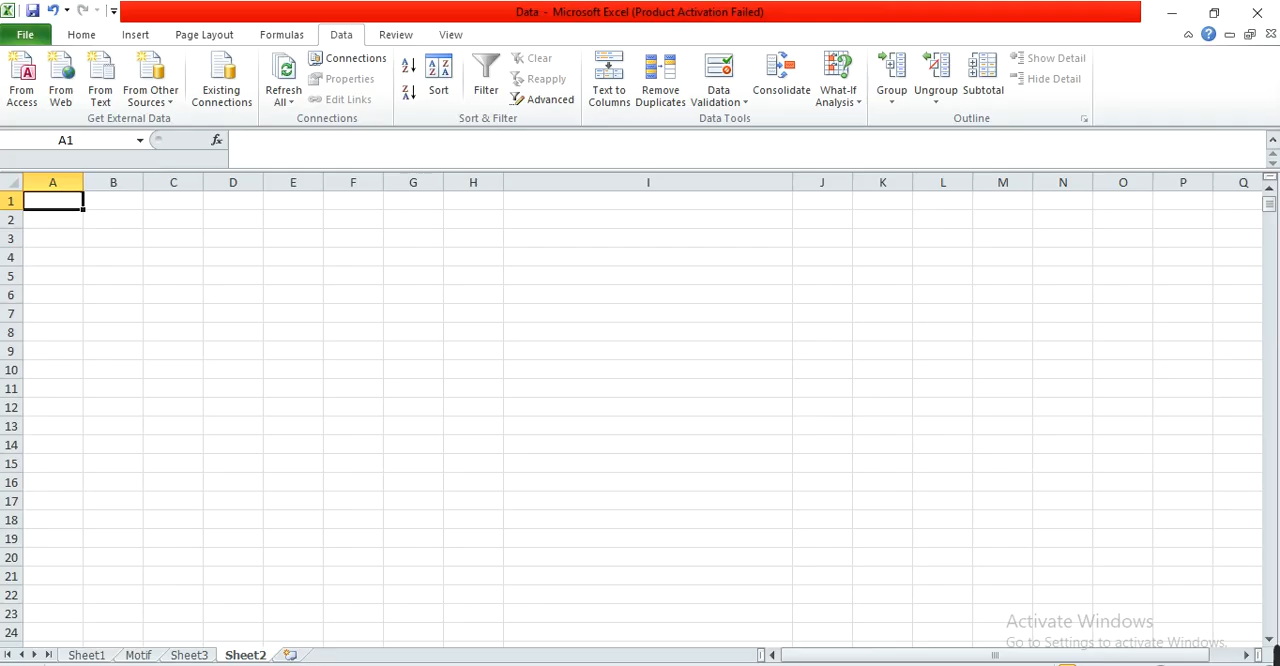 Data - Microsoft Excel (Product Activation Failed)
File Home Insert Page Layout Formulas Data Review View
From Access
From Web
From Text
From Other Sources
Existing Connections
Get External Data
Refresh All
Connections
Properties
Edit Links
Connections
Sort
Filter
Clear
Reapply
Advanced
Sort & Filter
Text to Columns
Remove Duplicates
Data Validation
Consolidate
What-If Analysis
Data Tools
Group
Ungroup
Subtotal
Show Detail
Hide Detail
Outline
A1 fx
A B C D E F G H I J K L M N O P Q
1
2
3
4
5
6
7
8
9
10
11
12
13
14
15
16
17
18
19
20
21
22
23
24
Activate Windows
Go to Settings to activate Windows.
Sheet1 Motif Sheet3 Sheet2